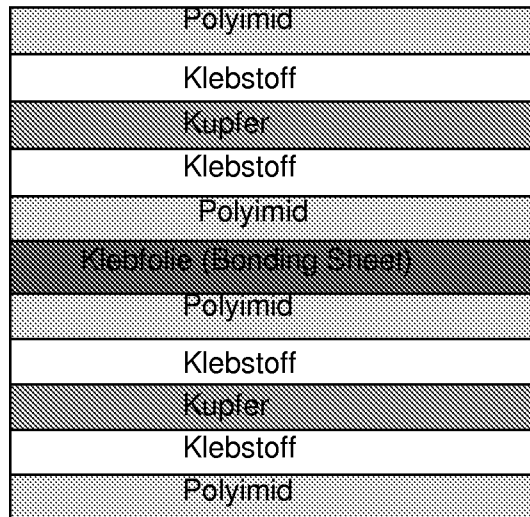 Polyimid
Klebstoff
Kupfer
Klebstoff
Polyimid
Klebfolie (Bonding Sheet)
Polyimid
Klebstoff
Kupfer
Klebstoff
Polyimid